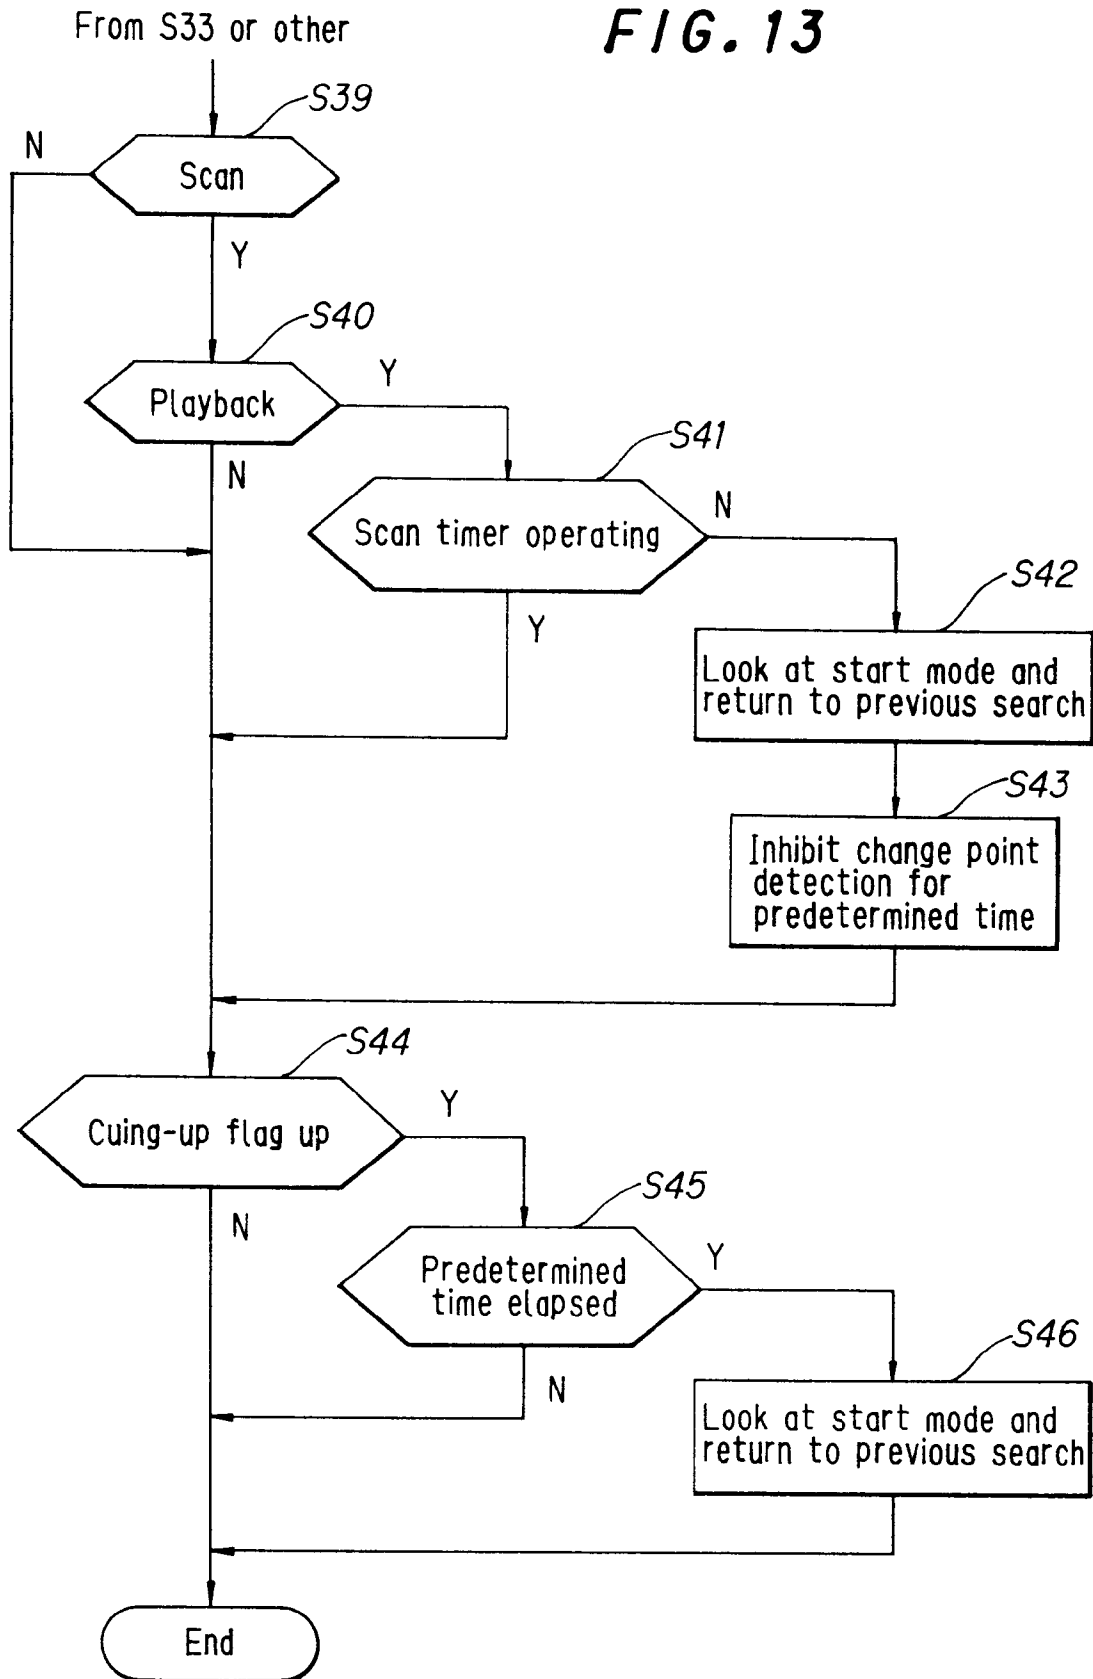 From S33 or other
FIG. 13
S39
N
Scan
Y
S40
Playback
Y
N
S41
Scan timer operating
N
Y
S42
Look at start mode and
return to previous search
S43
Inhibit change point
detection for
predetermined time
S44
Cuing-up flag up
Y
N
S45
Predetermined
time elapsed
Y
N
S46
Look at start mode and
return to previous search
End